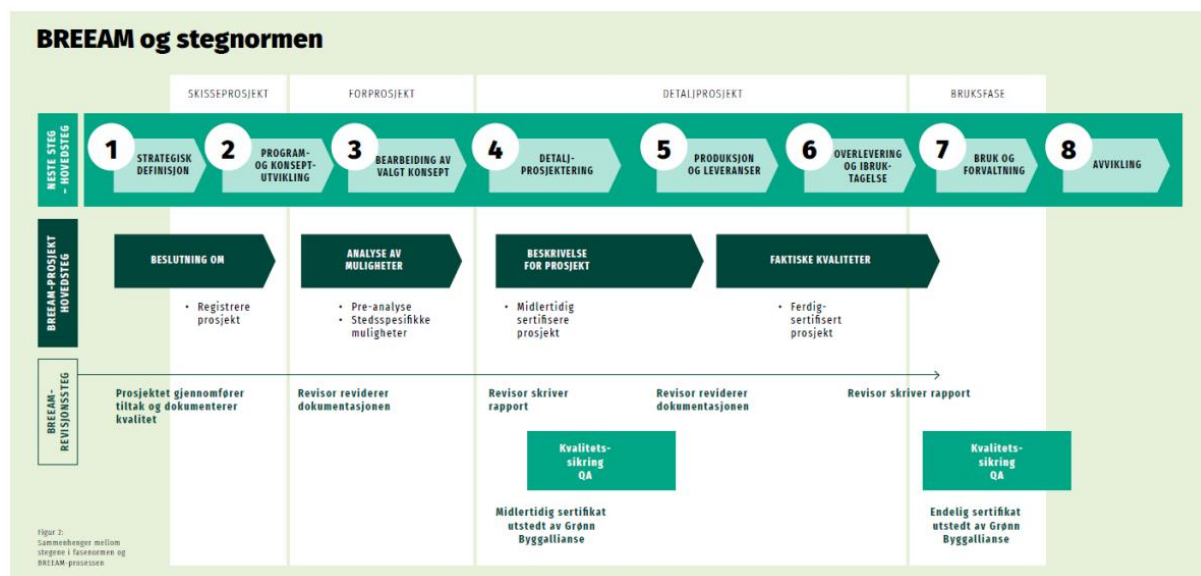 BREEAM og stegnormen
SKISSEPROSJEKT
FORPROSJEKT
DETALJPROSJEKT
BRUKSFASE
NESTE STEG
– HOVEDSTEG
1
STRATEGISK
DEFINISJON
2
PROGRAM-
OG KONSEPT-
UTVIKLING
3
BEARBEIDING AV
VALGT KONSEPT
4
DETALJ-
PROSJEKTERING
5
PRODUKSJON
OG LEVERANSER
6
OVERLEVERING
OG IBRUK-
TAGELSE
7
BRUK OG
FORVALTNING
8
AVVIKLING
BREEAM-PROSJEKT
HOVEDSTEG
BESLUTNING OM
ANALYSE AV
MULIGHETER
BESKRIVELSE
FOR PROSJEKT
FAKTISKE KVALITETER
• Registrere
prosjekt
• Pre-analyse
• Stedsspesifikke
muligheter
• Midlertidig
sertifisere
prosjekt
• Ferdig-
sertifisert
prosjekt
BREEAM-
REVISJONSSTEG
Prosjektet gjennomfører
tiltak og dokumenterer
kvalitet
Revisor reviderer
dokumentasjonen
Revisor skriver
rapport
Revisor reviderer
dokumentasjonen
Revisor skriver rapport
Kvalitets-
sikring
QA
Kvalitets-
sikring
QA
Midlertidig sertifikat
utstedt av Grønn
Byggallianse
Endelig sertifikat
utstedt av Grønn
Byggallianse
Figur 2:
Sammenhenger mellom
stegene i fasenormen og
BREEAM-prosessen